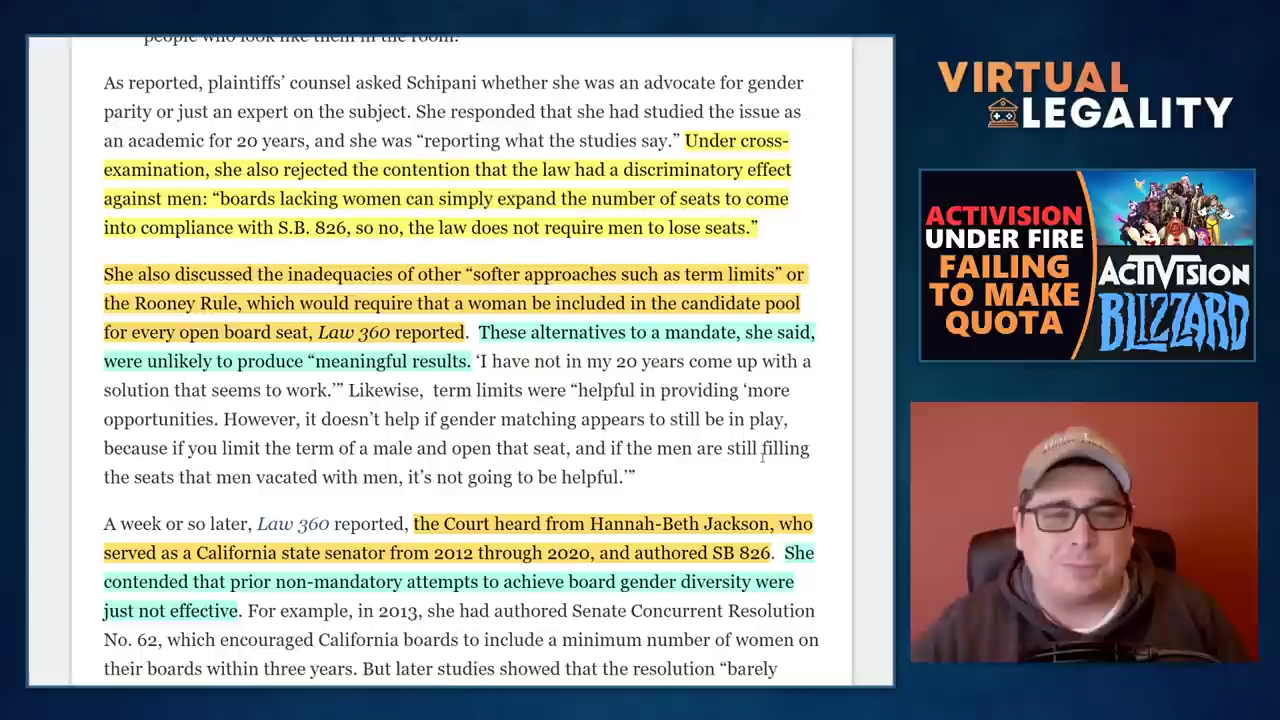 people who look like them in the room.
As reported, plaintiffs’ counsel asked Schipani whether she was an advocate for gender
parity or just an expert on the subject. She responded that she had studied the issue as
an academic for 20 years, and she was “reporting what the studies say.” Under cross-
examination, she also rejected the contention that the law had a discriminatory effect
against men: “boards lacking women can simply expand the number of seats to come
into compliance with S.B. 826, so no, the law does not require men to lose seats.”
She also discussed the inadequacies of other “softer approaches such as term limits” or
the Rooney Rule, which would require that a woman be included in the candidate pool
for every open board seat, Law 360 reported. These alternatives to a mandate, she said,
were unlikely to produce “meaningful results. ‘I have not in my 20 years come up with a
solution that seems to work.’” Likewise, term limits were “helpful in providing ‘more
opportunities. However, it doesn’t help if gender matching appears to still be in play,
because if you limit the term of a male and open that seat, and if the men are still filling
the seats that men vacated with men, it’s not going to be helpful.’”
A week or so later, Law 360 reported, the Court heard from Hannah-Beth Jackson, who
served as a California state senator from 2012 through 2020, and authored SB 826. She
contended that prior non-mandatory attempts to achieve board gender diversity were
just not effective. For example, in 2013, she had authored Senate Concurrent Resolution
No. 62, which encouraged California boards to include a minimum number of women on
their boards within three years. But later studies showed that the resolution “barely
VIRTUAL
LEGALITY
ACTIVISION
UNDER FIRE
FAILING
TO MAKE
QUOTA
ACTIVISION
BLIZZARD